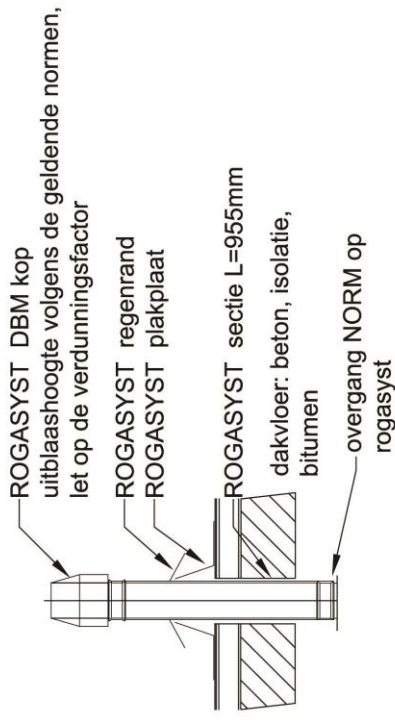 ROGASYST DBM kop
uitblaashoogte volgens de geldende normen,
let op de verdunningsfactor
ROGASYST regenrand
ROGASYST plakplaat
ROGASYST sectie L=955mm
dakvloer: beton, isolatie,
bitumen
overgang NORM op
rogasyst